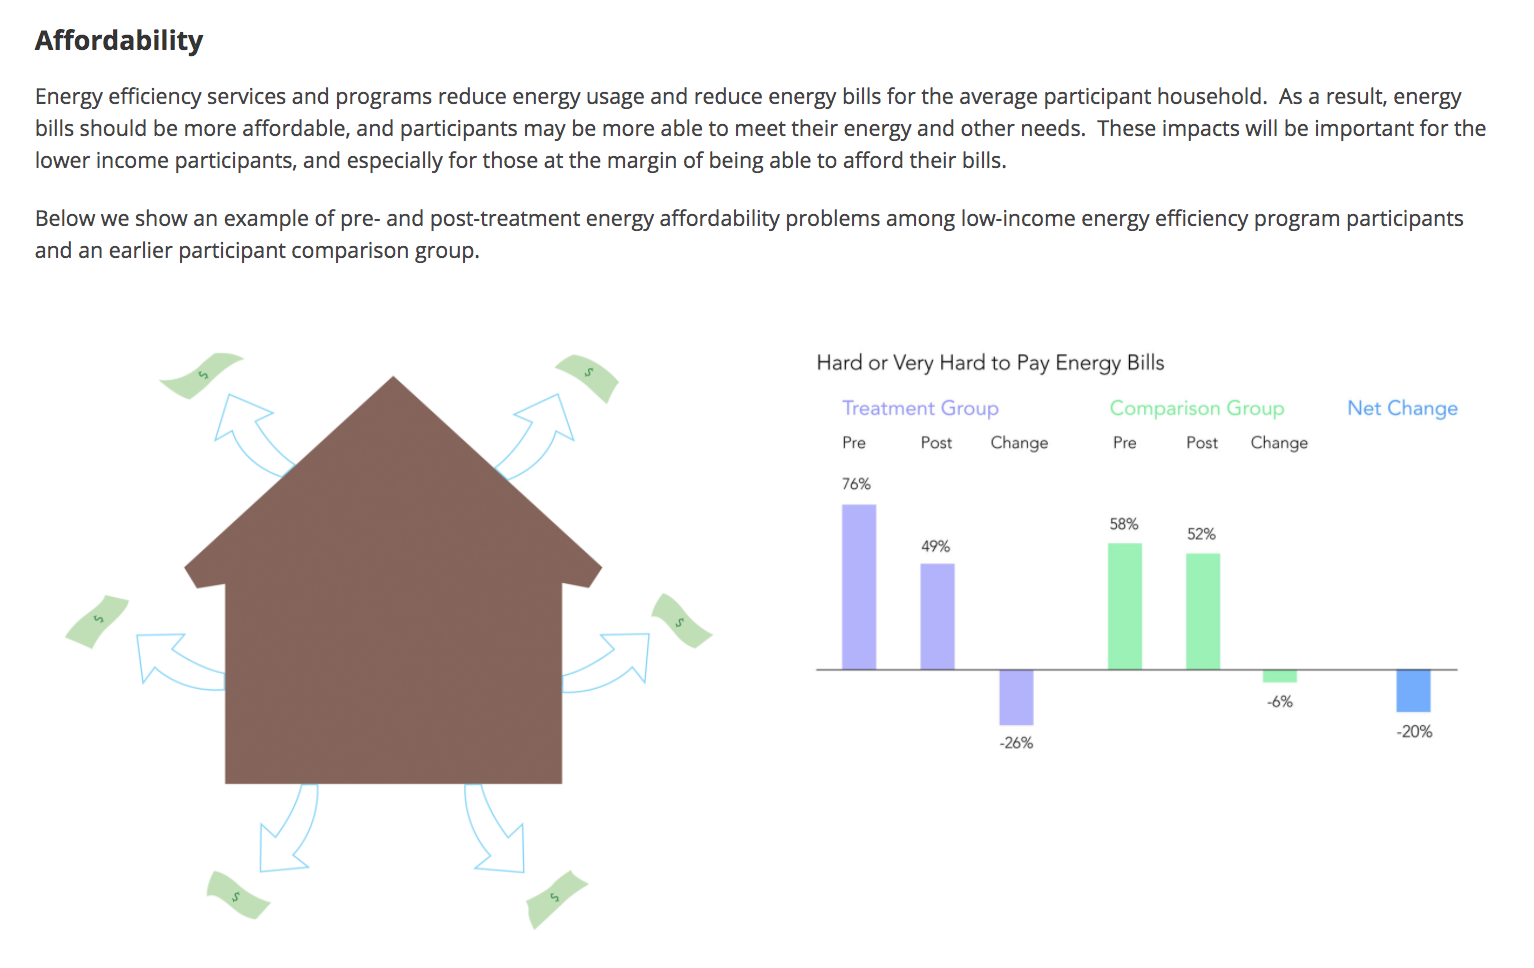 Affordability
Energy efficiency services and programs reduce energy usage and reduce energy bills for the average participant household.  As a result, energy
bills should be more affordable, and participants may be more able to meet their energy and other needs.  These impacts will be important for the
lower income participants, and especially for those at the margin of being able to afford their bills.
Below we show an example of pre- and post-treatment energy affordability problems among low-income energy efficiency program participants
and an earlier participant comparison group.
$
$
$
$
$
$
Hard or Very Hard to Pay Energy Bills
Treatment Group Comparison Group Net Change
Pre Post Change Pre Post Change
76%
49%
58%
52%
-26%
-6%
-20%